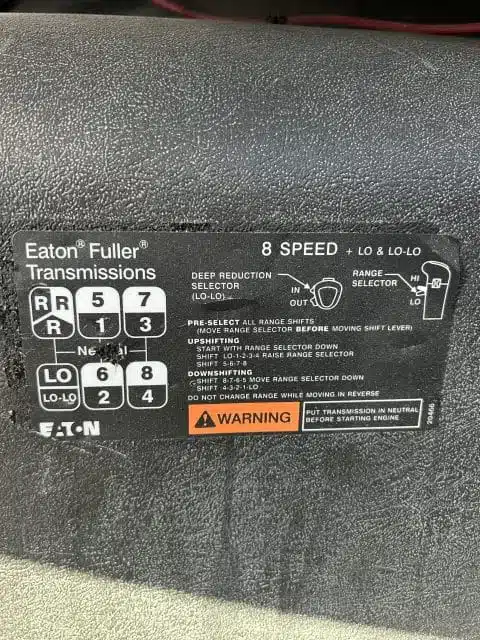 Eaton® Fuller®
Transmissions
8 SPEED + LO & LO-LO
DEEP REDUCTION
SELECTOR
(LO-LO)
IN
OUT
RANGE
SELECTOR
HI
LO
R R
R
5
1
7
3
Neutral
LO
LO-LO
6
2
8
4
PRE-SELECT ALL RANGE SHIFTS
(MOVE RANGE SELECTOR BEFORE MOVING SHIFT LEVER)
UPSHIFTING
START WITH RANGE SELECTOR DOWN
SHIFT LO-1-2-3-4 RAISE RANGE SELECTOR
SHIFT 5-6-7-8
DOWNSHIFTING
SHIFT 8-7-6-5 MOVE RANGE SELECTOR DOWN
SHIFT 4-3-2-1-LO
DO NOT CHANGE RANGE WHILE MOVING IN REVERSE
EATON
WARNING
PUT TRANSMISSION IN NEUTRAL
BEFORE STARTING ENGINE
20466